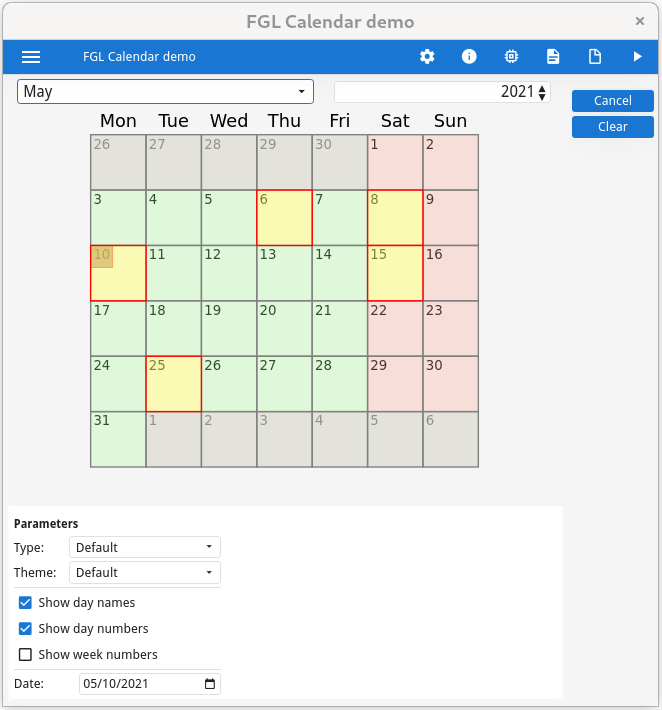 FGL Calendar demo
FGL Calendar demo
May 2021
Cancel
Clear
Mon Tue Wed Thu Fri Sat Sun
26 27 28 29 30 1 2
3 4 5 6 7 8 9
10 11 12 13 14 15 16
17 18 19 20 21 22 23
24 25 26 27 28 29 30
31 1 2 3 4 5 6
Parameters
Type: Default
Theme: Default
Show day names
Show day numbers
Show week numbers
Date: 05/10/2021